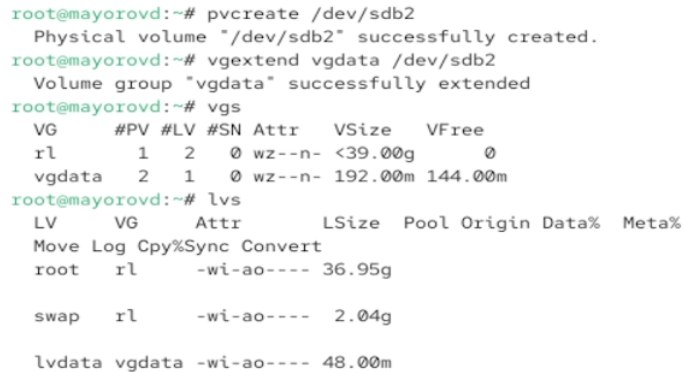 root@mayorovd:~# pvcreate /dev/sdb2
  Physical volume "/dev/sdb2" successfully created.
root@mayorovd:~# vgextend vgdata /dev/sdb2
  Volume group "vgdata" successfully extended
root@mayorovd:~# vgs
  VG     #PV #LV #SN Attr   VSize   VFree
  rl       1   2   0 wz--n- <39.00g      0
  vgdata   2   1   0 wz--n- 192.00m 144.00m
root@mayorovd:~# lvs
  LV     VG     Attr       LSize  Pool Origin Data%  Meta%
  Move Log Cpy%Sync Convert
  root   rl     -wi-ao---- 36.95g
  swap   rl     -wi-ao----  2.04g
  lvdata vgdata -wi-ao---- 48.00m